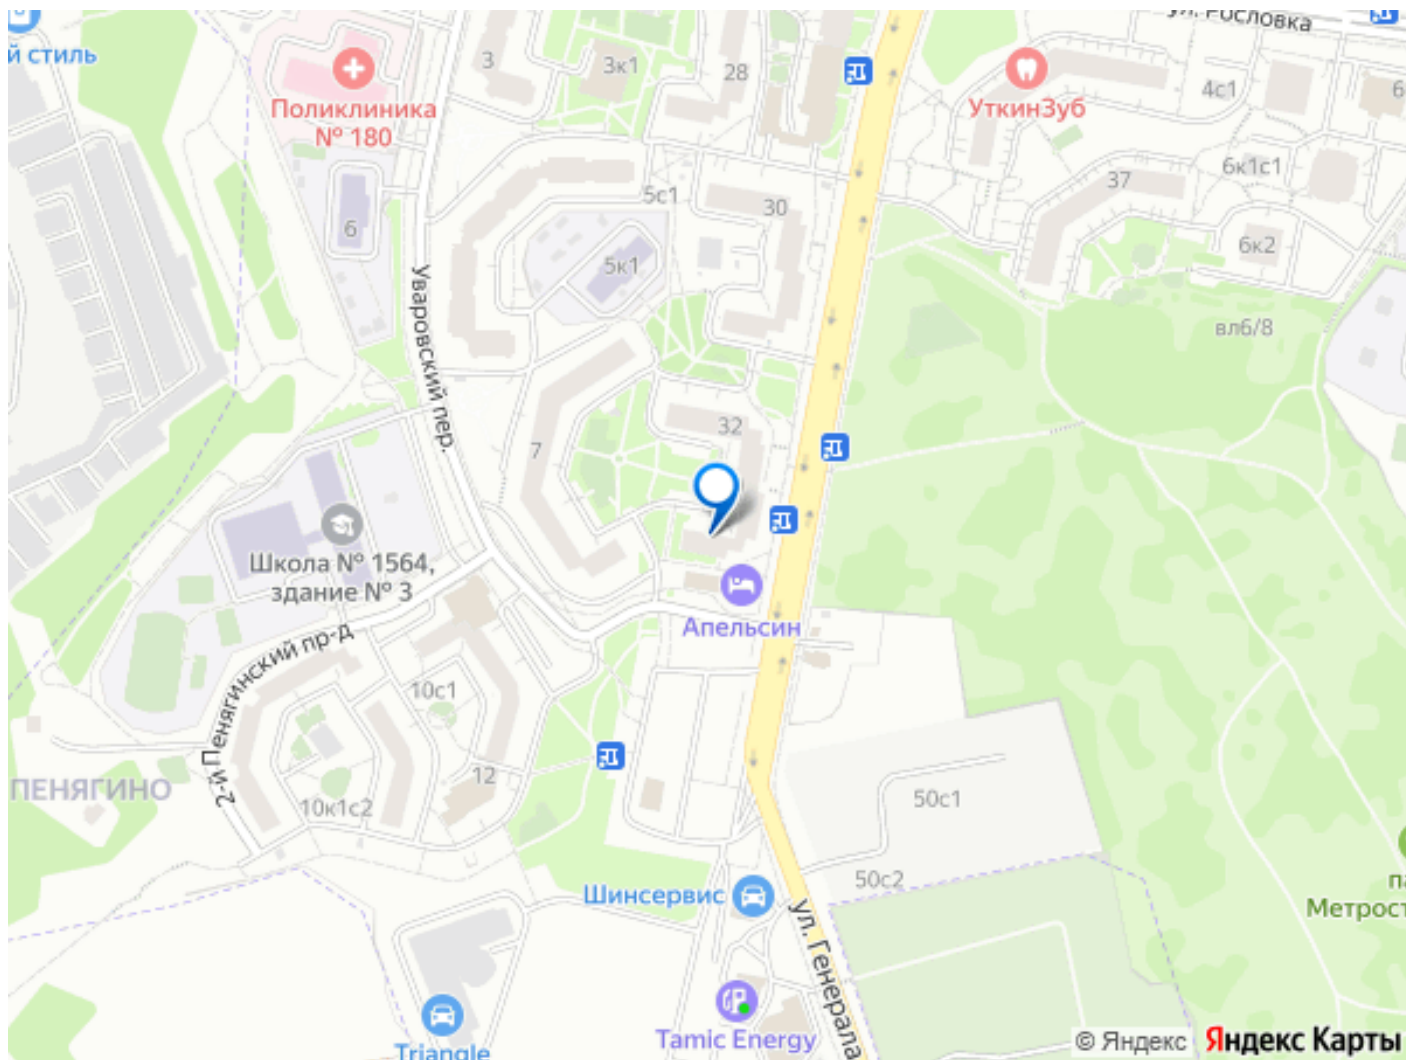 ул. Рословка
й стиль
3
3к1
28
4с1
6
УткинЗуб
Поликлиника
№ 180
5с1
30
37
6к1с1
6
5к1
6к2
вл6/8
Уваровский пер.
32
7
Школа № 1564,
здание № 3
Апельсин
2-й Пенягинский пр-д
10с1
12
ПЕНЯГИНО
10к1с2
50с1
50с2
Шинсервис
па
Метрост
ул. Генерала
Tamic Energy
Triangle
© Яндекс Яндекс Карты